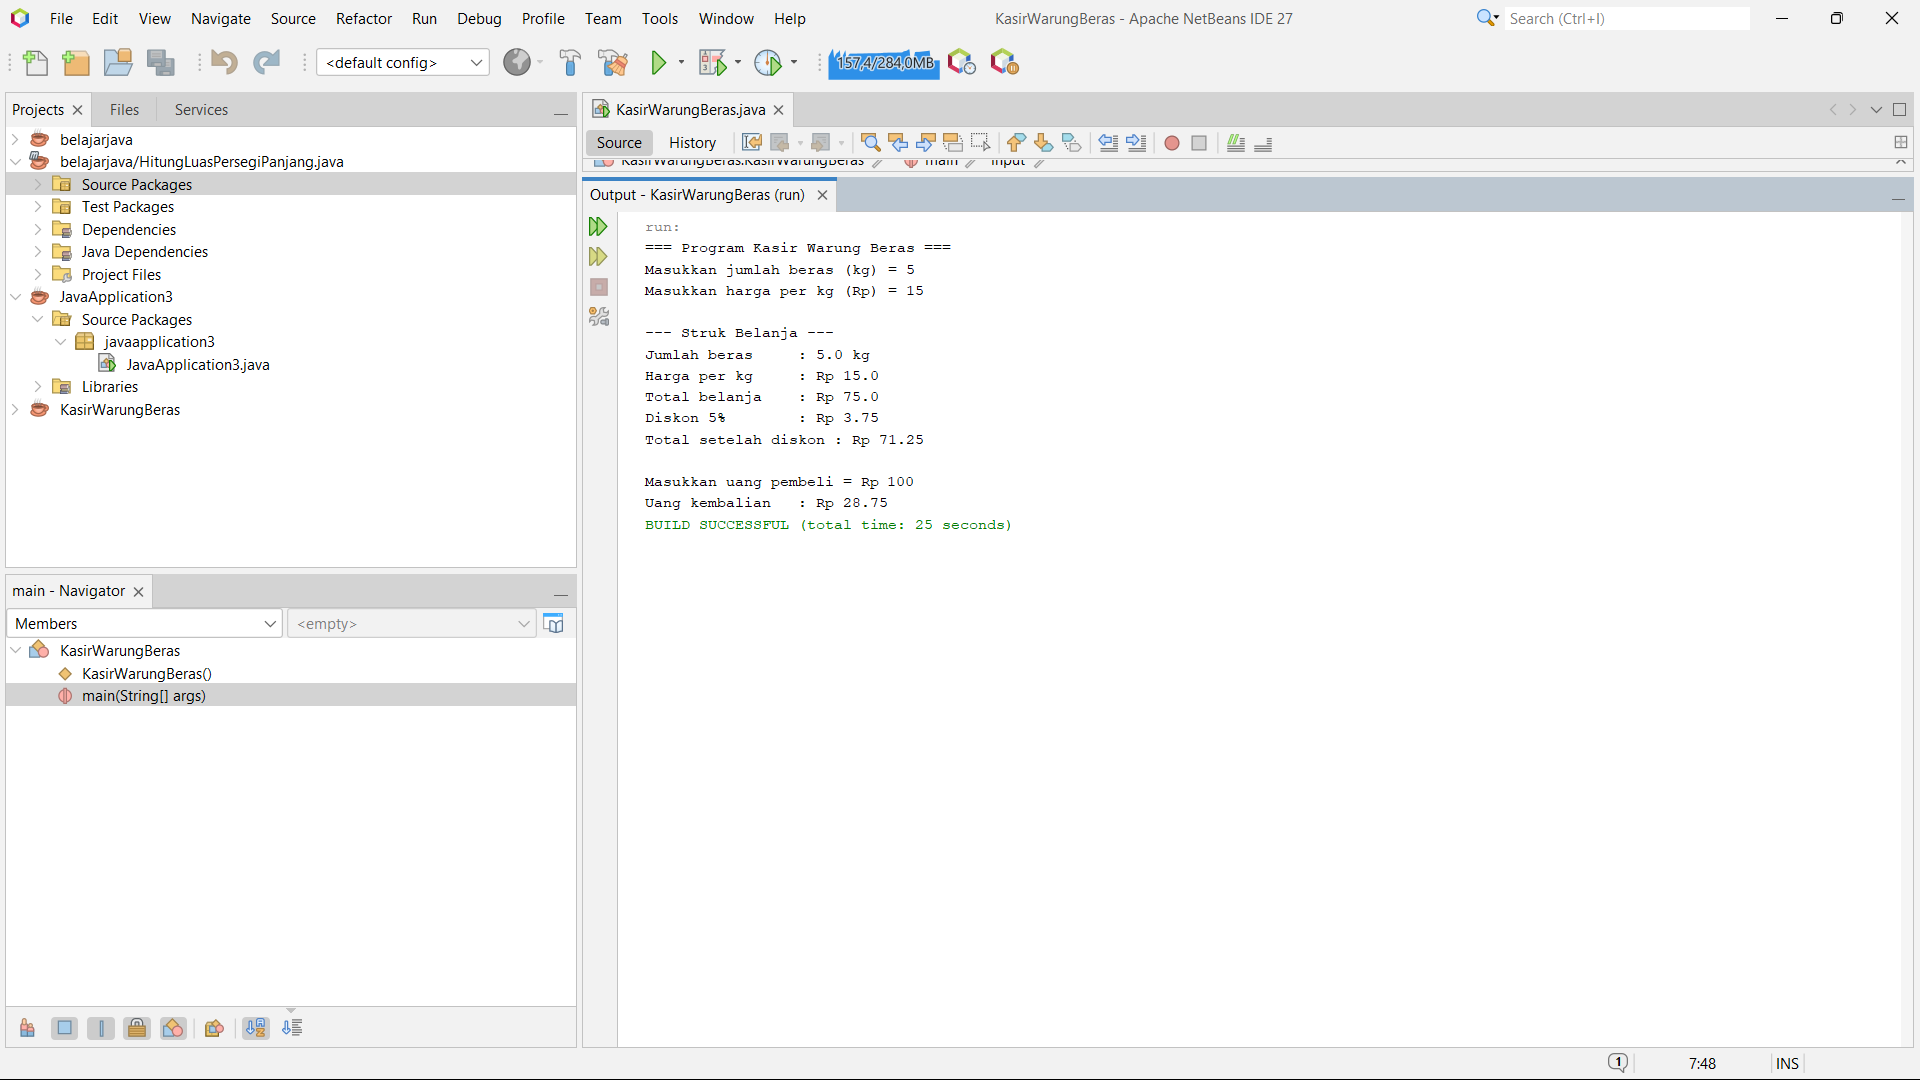 File Edit View Navigate Source Refactor Run Debug Profile Team Tools Window Help
KasirWarungBeras - Apache NetBeans IDE 27
Search (Ctrl+I)
<default config>
157,4/284,0MB
Projects Files Services
belajarjava
belajarjava/HitungLuasPersegiPanjang.java
Source Packages
Test Packages
Dependencies
Java Dependencies
Project Files
JavaApplication3
Source Packages
javaapplication3
JavaApplication3.java
Libraries
KasirWarungBeras
main - Navigator
Members
<empty>
KasirWarungBeras
KasirWarungBeras()
main(String[] args)
KasirWarungBeras.java
Source History
KasirWarungBeras.KasirWarungBeras main input
Output - KasirWarungBeras (run)
run:
=== Program Kasir Warung Beras ===
Masukkan jumlah beras (kg) = 5
Masukkan harga per kg (Rp) = 15
--- Struk Belanja ---
Jumlah beras : 5.0 kg
Harga per kg : Rp 15.0
Total belanja : Rp 75.0
Diskon 5% : Rp 3.75
Total setelah diskon : Rp 71.25
Masukkan uang pembeli = Rp 100
Uang kembalian : Rp 28.75
BUILD SUCCESSFUL (total time: 25 seconds)
1 7:48 INS